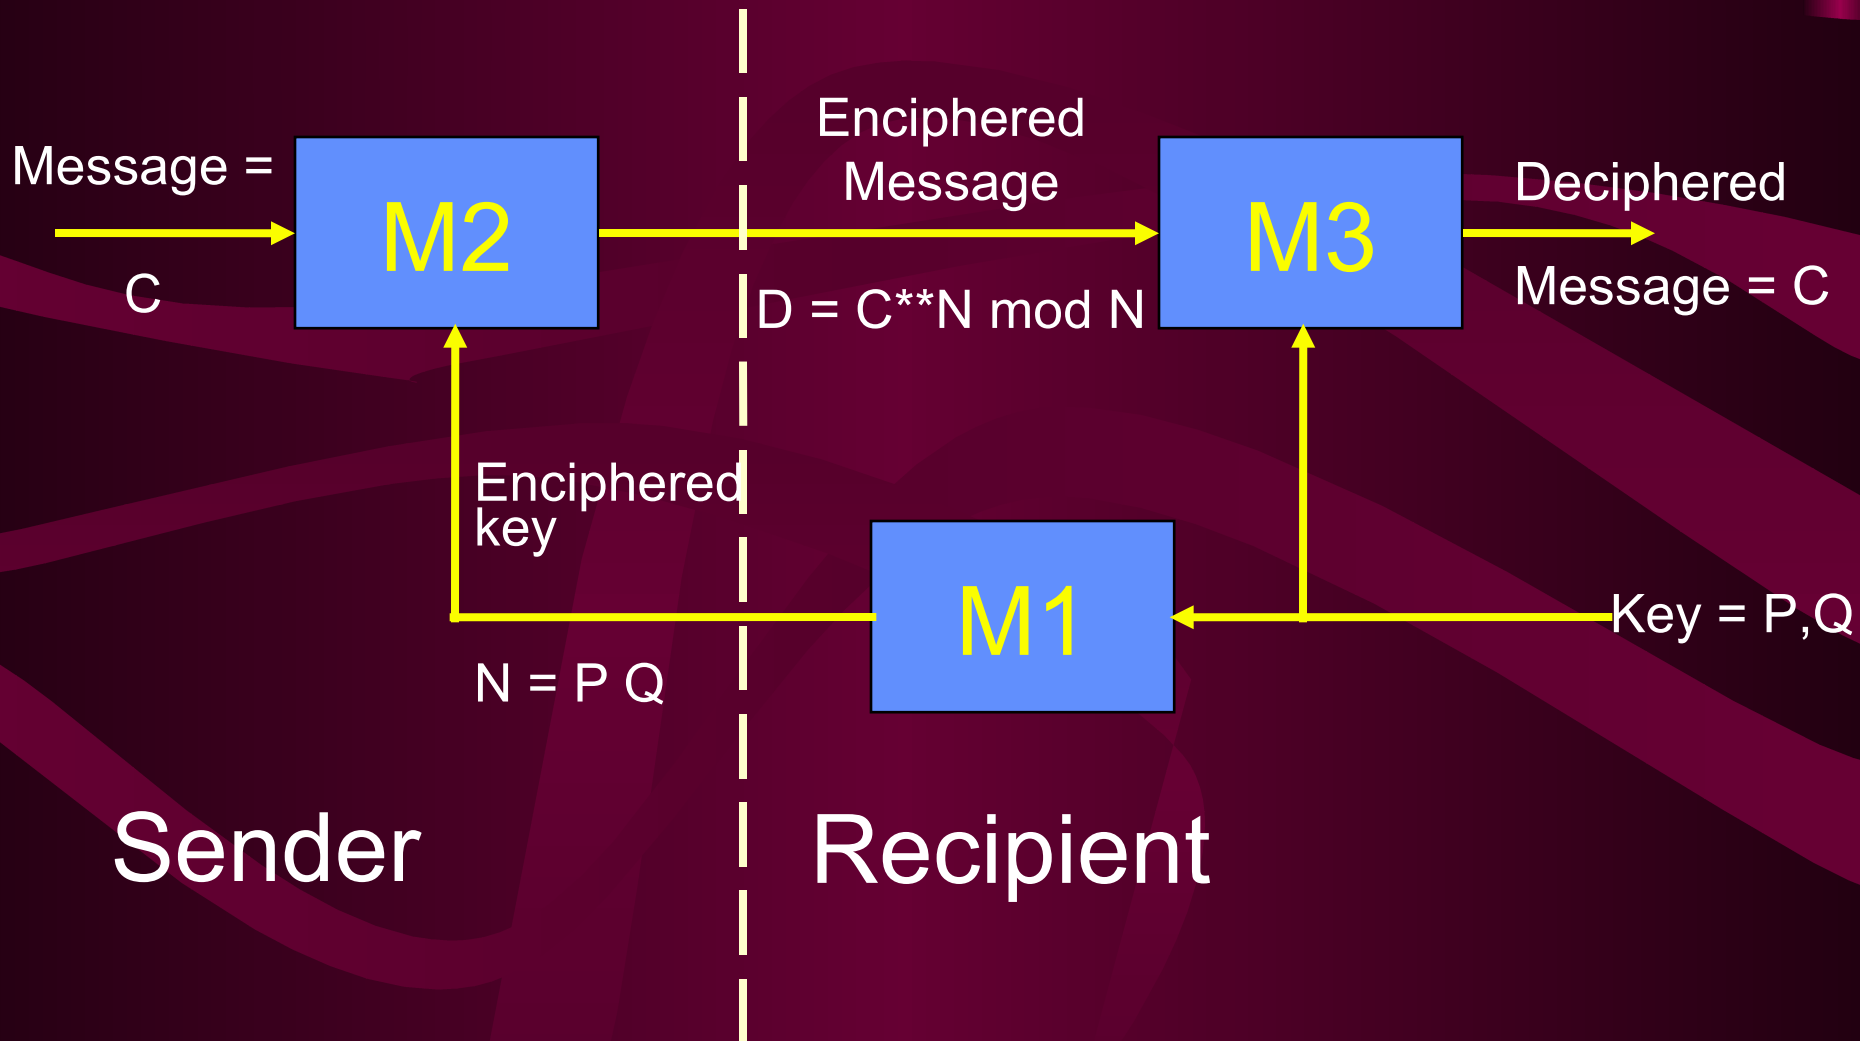 Message =
C
M2
Enciphered
Message
D = C**N mod N
M3
Deciphered
Message = C
Enciphered
key
N = P Q
M1
Key = P,Q
Sender
Recipient